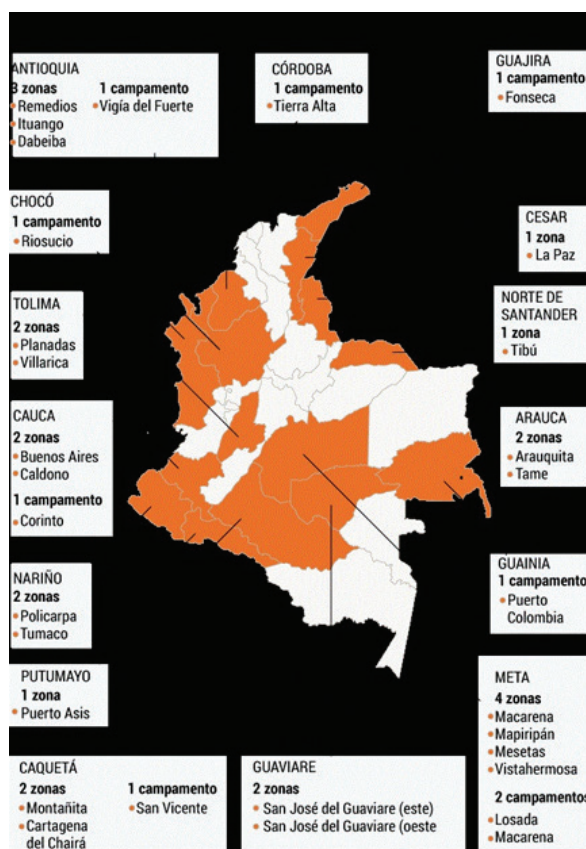 ANTIOQUIA
3 zonas
Remedios
Ituango
Dabeiba
1 campamento
Vigía del Fuerte
CÓRDOBA
1 campamento
Tierra Alta
GUAJIRA
1 campamento
Fonseca
CHOCÓ
1 campamento
Riosucio
CESAR
1 zona
La Paz
TOLIMA
2 zonas
Planadas
Villarica
NORTE DE
SANTANDER
1 zona
Tibú
CAUCA
2 zonas
Buenos Aires
Caldono
1 campamento
Corinto
ARAUCA
2 zonas
Arauquita
Tame
NARIÑO
2 zonas
Policarpa
Tumaco
GUAINIA
1 campamento
Puerto
Colombia
PUTUMAYO
1 zona
Puerto Asis
META
4 zonas
Macarena
Mapiripán
Mesetas
Vistahermosa
2 campamentos
Losada
Macarena
CAQUETÁ
2 zonas
Montañita
Cartagena
del Chairá
1 campamento
San Vicente
GUAVIARE
2 zonas
San José del Guaviare (este)
San José del Guaviare (oeste